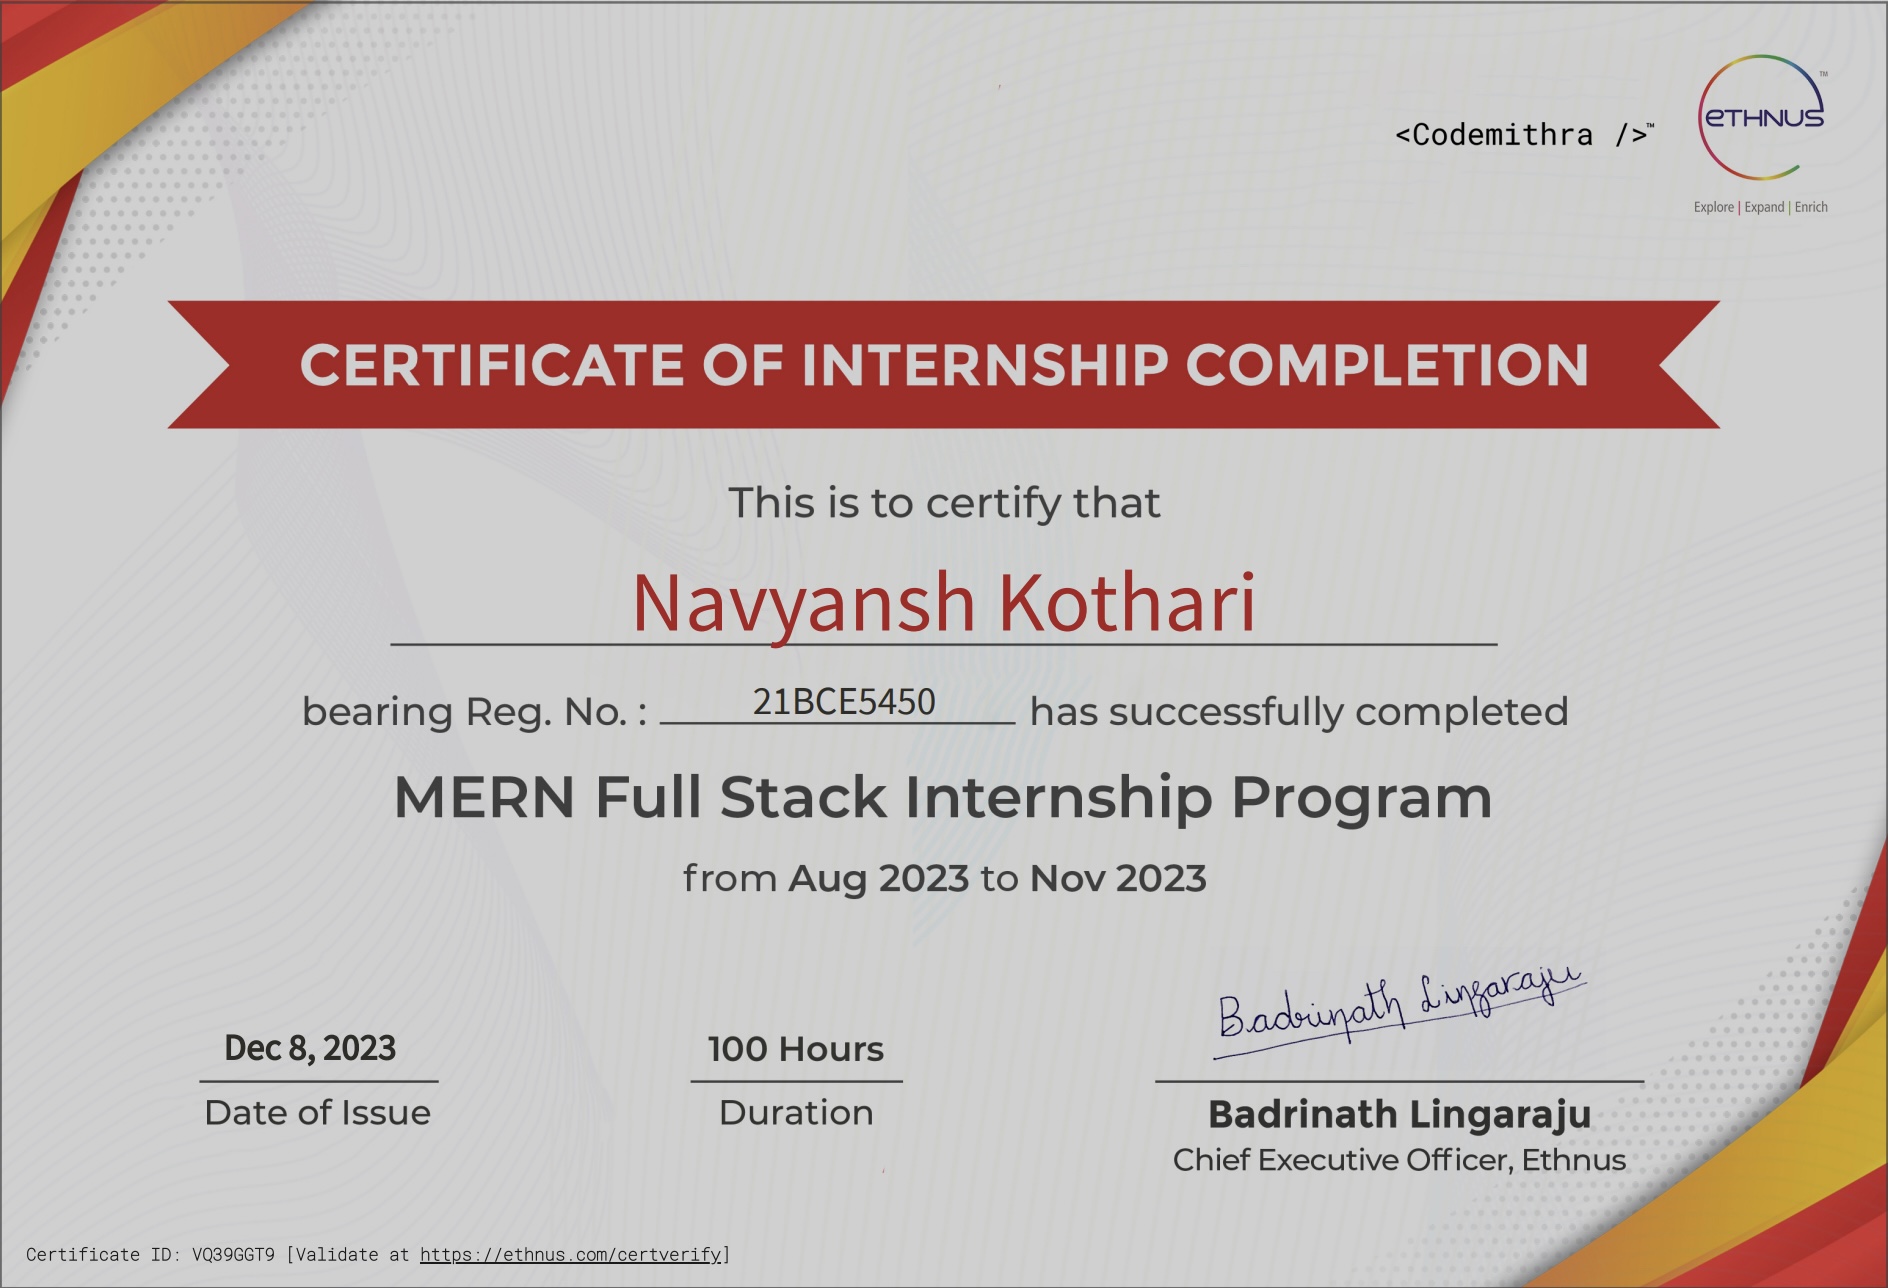 <Codemithra />™
eTHNUS™
Explore | Expand | Enrich
CERTIFICATE OF INTERNSHIP COMPLETION
This is to certify that
Navyansh Kothari
bearing Reg. No. : 21BCE5450 has successfully completed
MERN Full Stack Internship Program
from Aug 2023 to Nov 2023
Badrinath Lingaraju
Dec 8, 2023
Date of Issue
100 Hours
Duration
Badrinath Lingaraju
Chief Executive Officer, Ethnus
Certificate ID: VQ39GGT9 [Validate at https://ethnus.com/certverify]